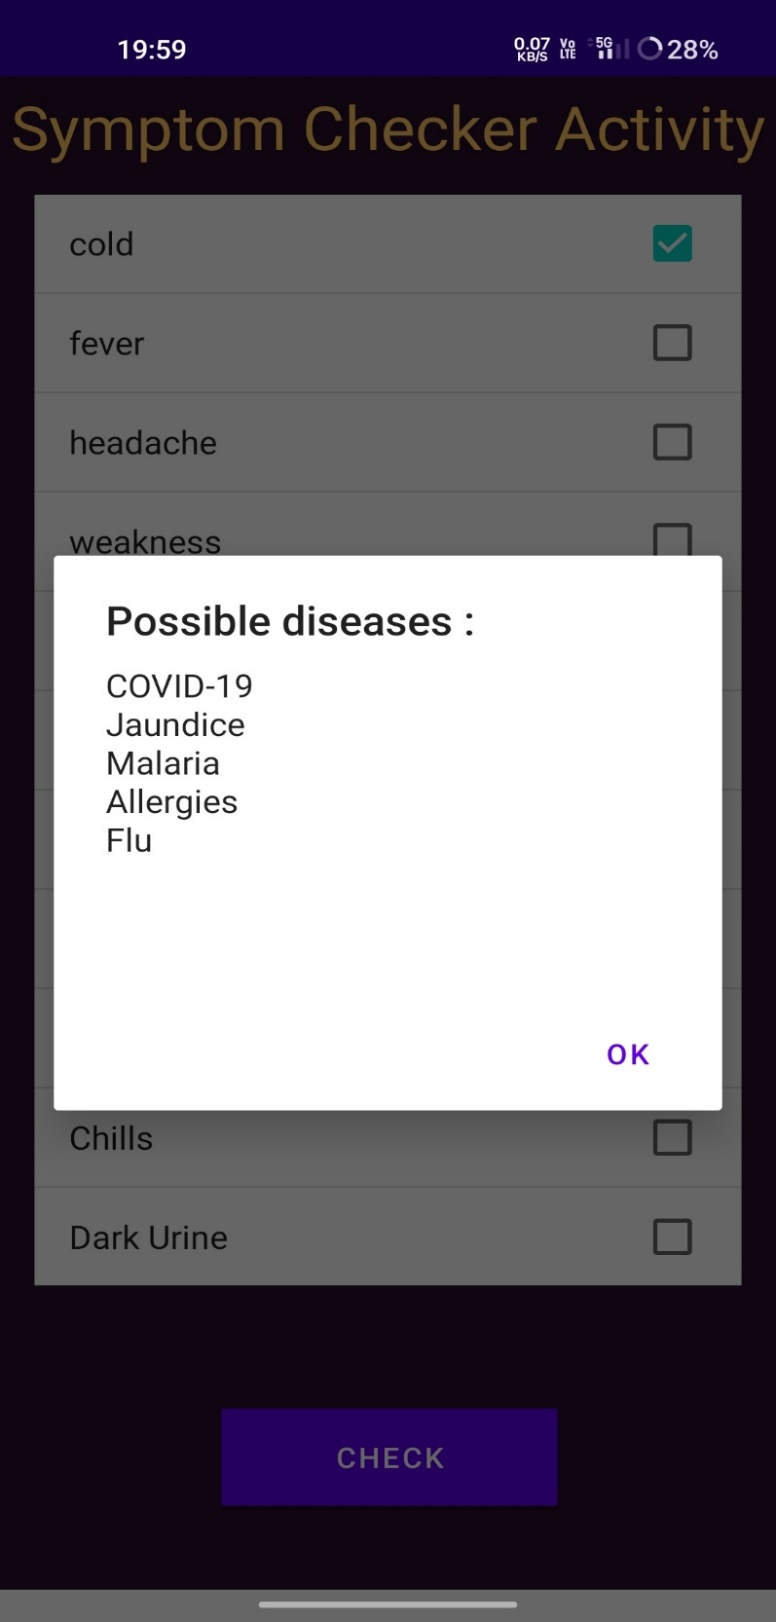 19:59
0.07 KB/S Vo LTE 5G 28%
Symptom Checker Activity
cold
fever
headache
weakness
Possible diseases :
COVID-19
Jaundice
Malaria
Allergies
Flu
OK
Chills
Dark Urine
CHECK